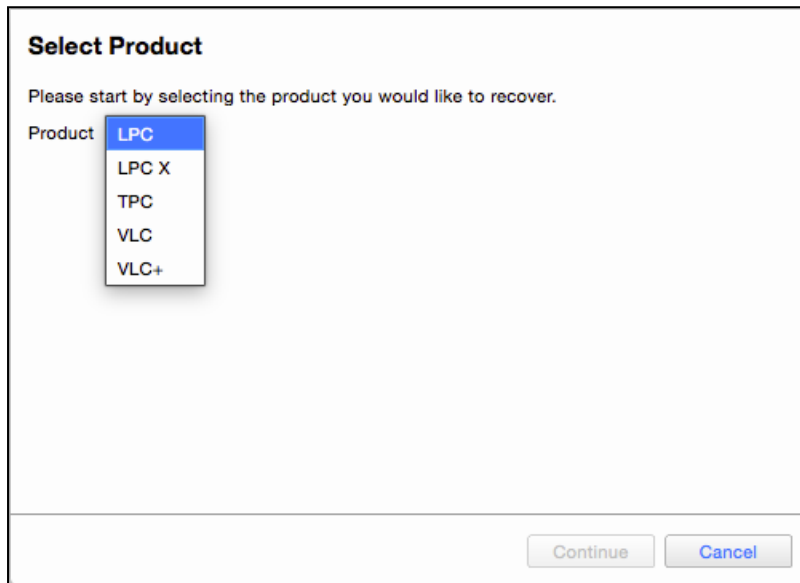 Select Product
Please start by selecting the product you would like to recover.
Product LPC
LPC X
TPC
VLC
VLC+
Continue Cancel